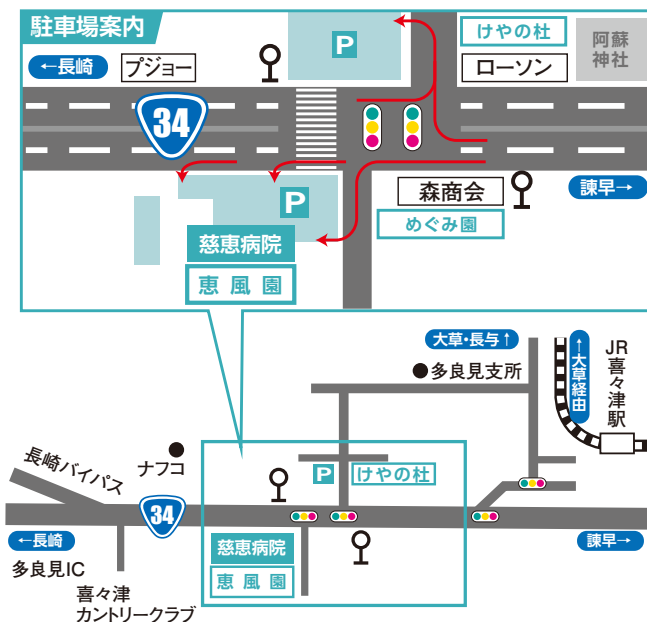 駐車場案内
P
けやの杜
阿蘇
神社
←長崎
プジョー
ローソン
34
P
森商会
諫早→
めぐみ園
慈恵病院
恵風園
大草・長与↑
JR
喜々津駅
↑大草経由
多良見支所
長崎バイパス
ナフコ
P
けやの杜
34
←長崎
慈恵病院
諫早→
多良見IC
恵風園
喜々津
カントリークラブ